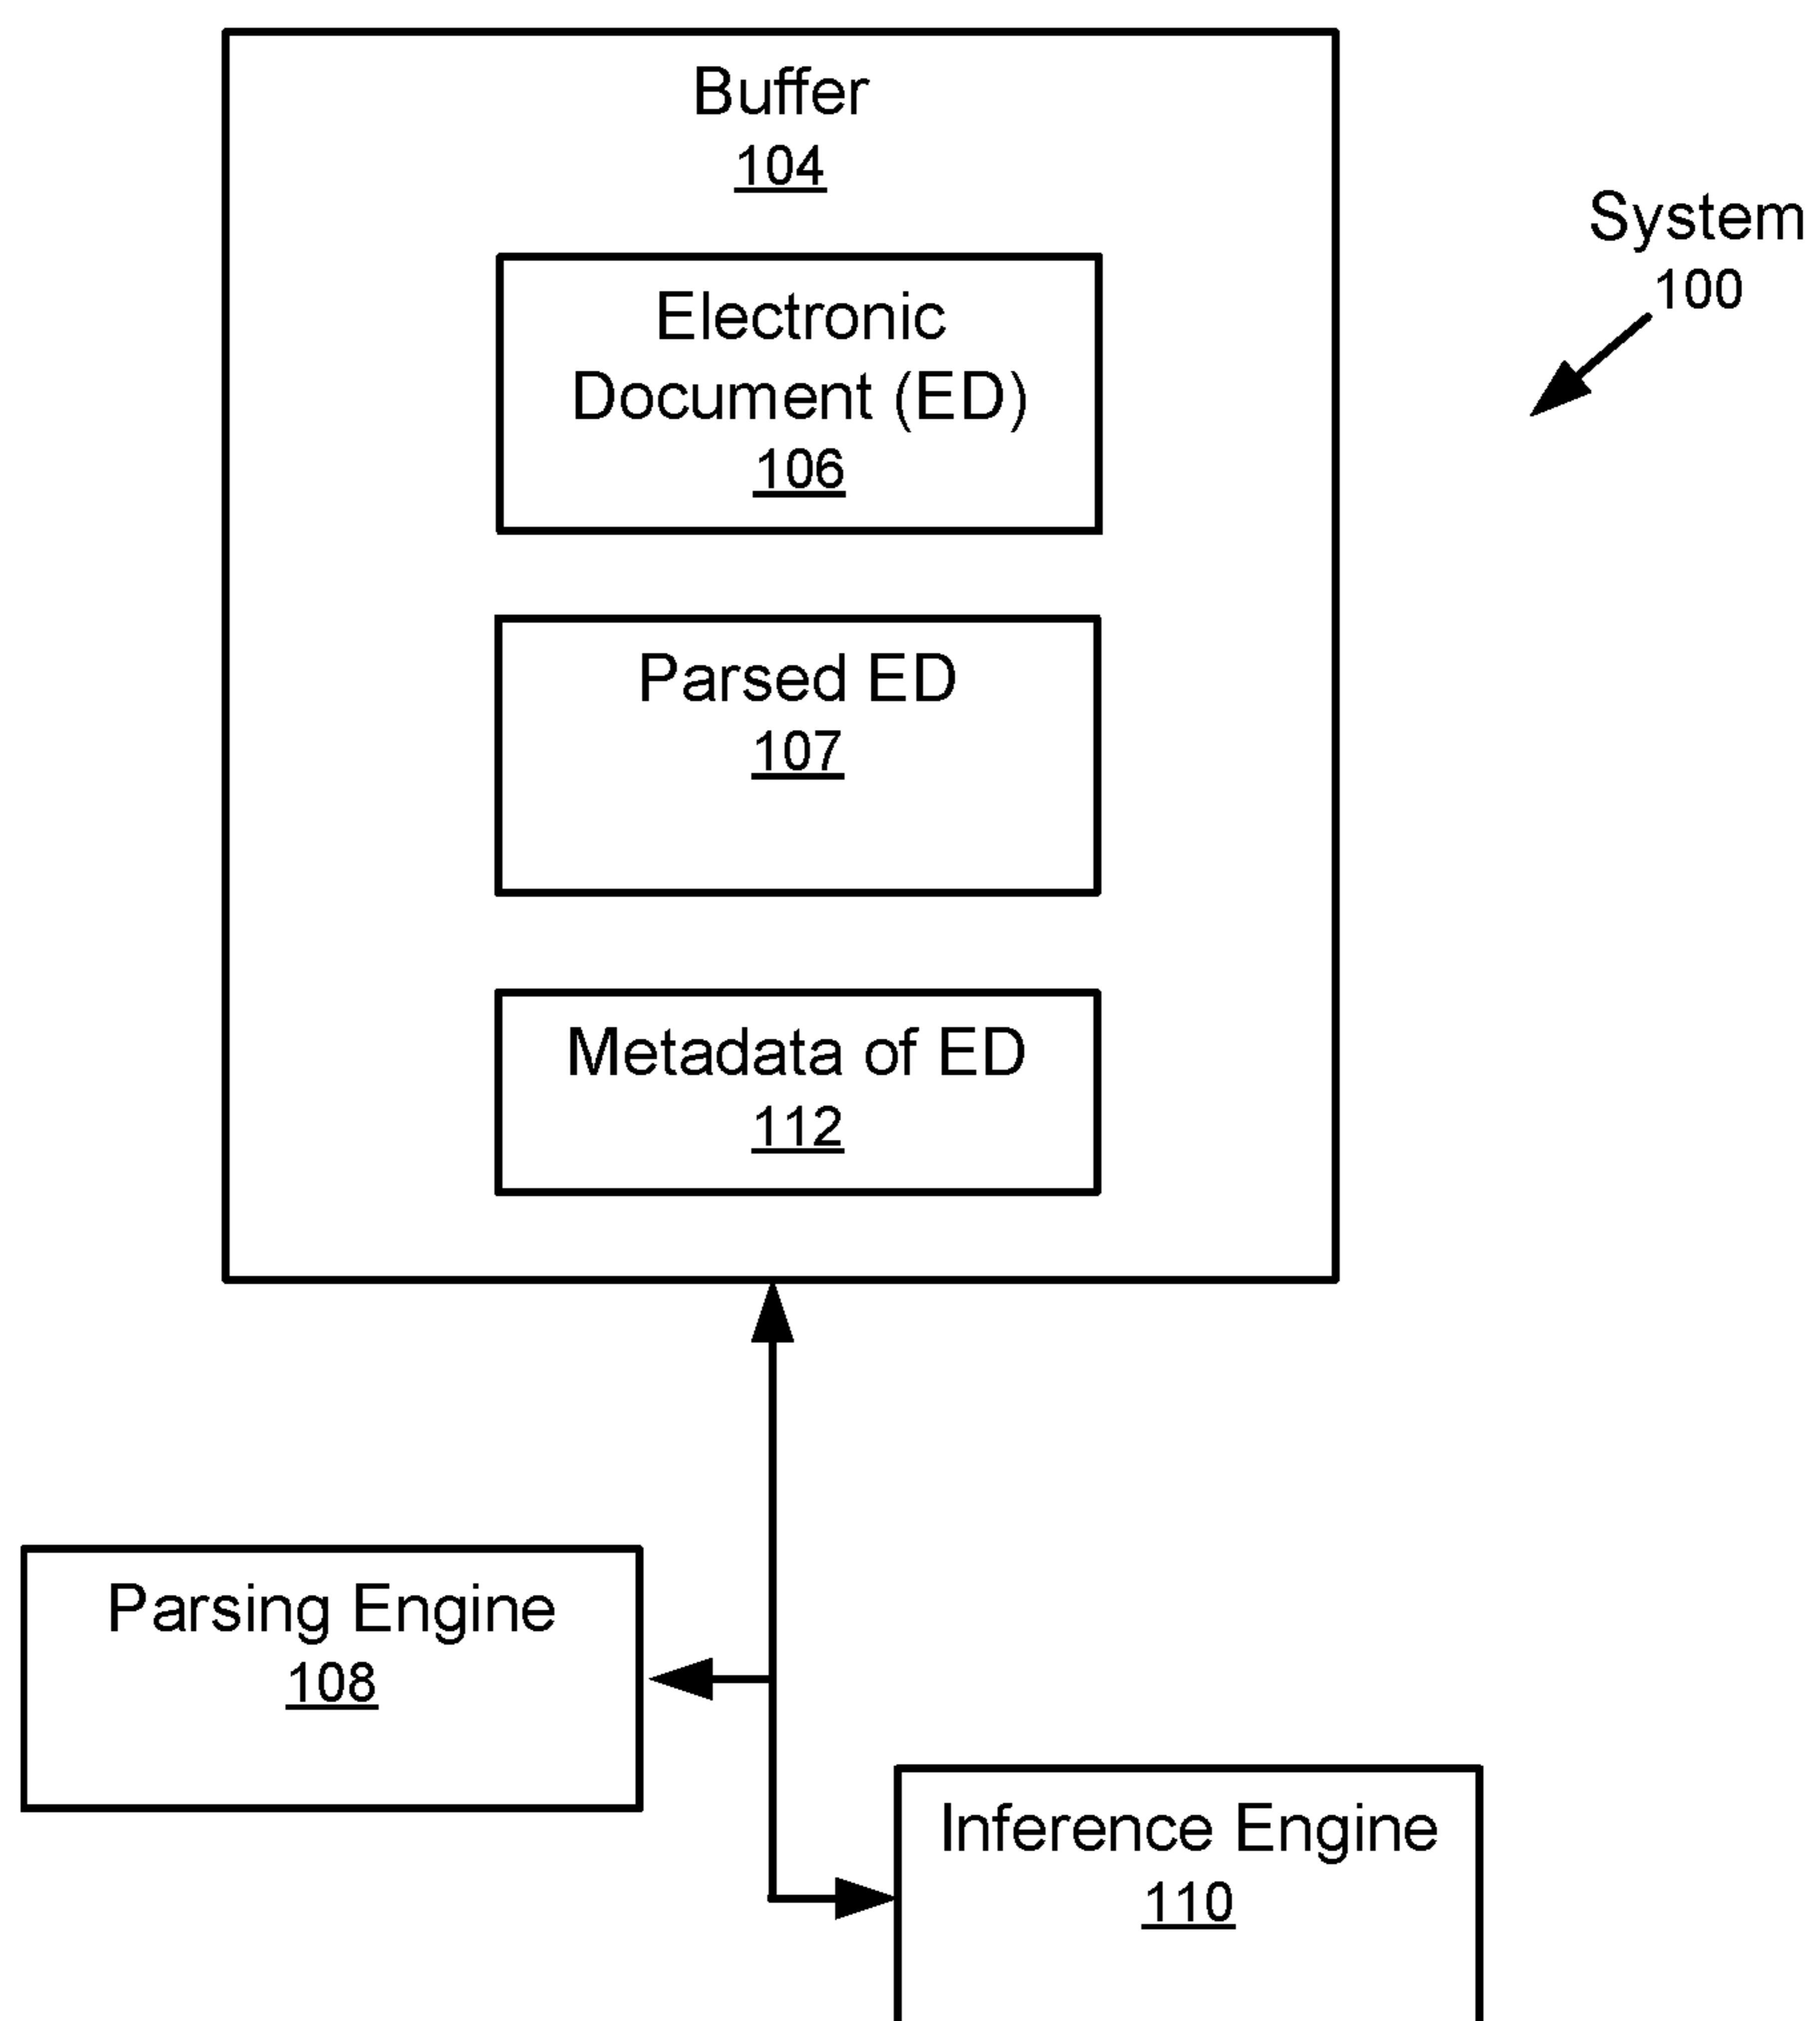 Buffer
104
System
100
Electronic
Document (ED)
106
Parsed ED
107
Metadata of ED
112
Parsing Engine
108
Inference Engine
110